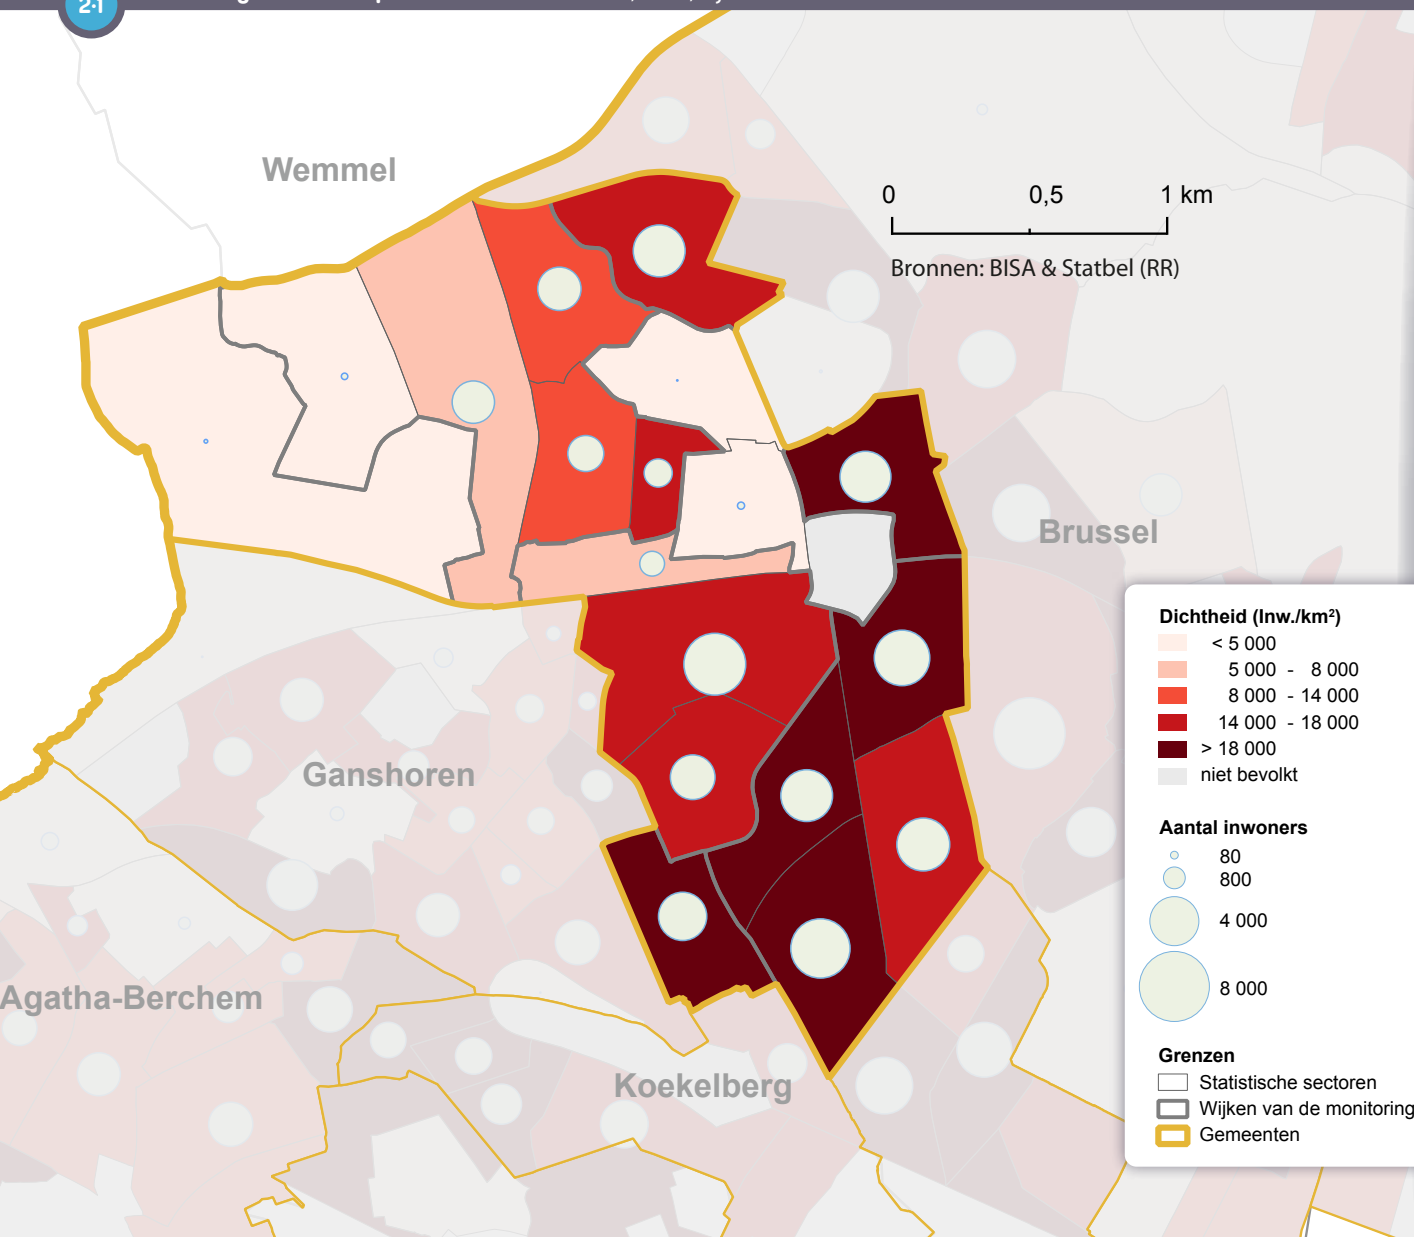 2·1
Wemmel
0 0,5 1 km
Bronnen: BISA & Statbel (RR)
Brussel
Dichtheid (Inw./km²)
< 5 000
5 000 - 8 000
8 000 - 14 000
14 000 - 18 000
> 18 000
niet bevolkt
Ganshoren
Aantal inwoners
80
800
4 000
8 000
Agatha-Berchem
Grenzen
Statistische sectoren
Wijken van de monitoring
Gemeenten
Koekelberg